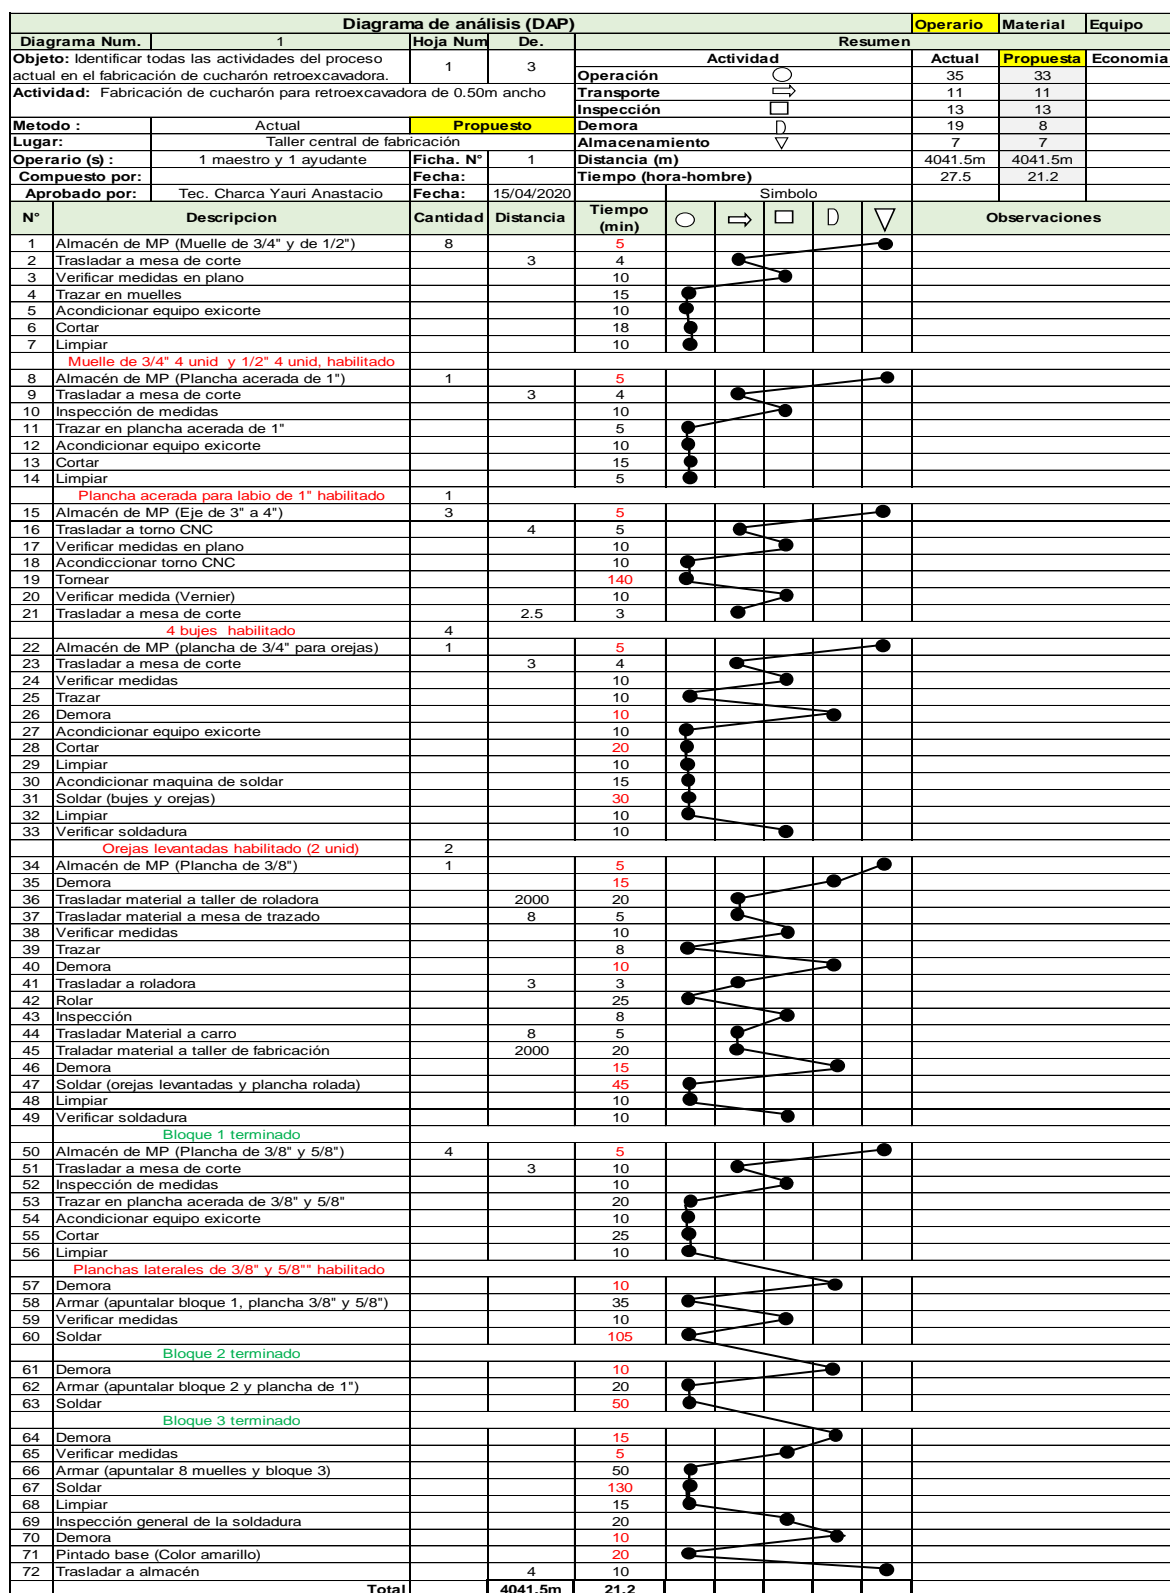 Diagrama de análisis (DAP) Operario Material Equipo
Diagrama Num. 1 Hoja Num De. Resumen
Objeto: Identificar todas las actividades del proceso actual en el fabricación de cucharón retroexcavadora. 1 3 Actividad Actual Propuesta Economia
Operación 35 33
Actividad: Fabricación de cucharón para retroexcavadora de 0.50m ancho Transporte 11 11
Inspección 13 13
Metodo : Actual Propuesto Demora D 19 8
Lugar: Taller central de fabricación Almacenamiento 7 7
Operario (s) : 1 maestro y 1 ayudante Ficha. N° 1 Distancia (m) 4041.5m 4041.5m
Compuesto por: Fecha: Tiempo (hora-hombre) 27.5 21.2
Aprobado por: Tec. Charca Yauri Anastacio Fecha: 15/04/2020 Simbolo
N° Descripcion Cantidad Distancia Tiempo (min) D Observaciones
1 Almacén de MP (Muelle de 3/4" y de 1/2") 8 5
2 Trasladar a mesa de corte 3 4
3 Verificar medidas en plano 10
4 Trazar en muelles 15
5 Acondicionar equipo exicorte 10
6 Cortar 18
7 Limpiar 10
Muelle de 3/4" 4 unid y 1/2" 4 unid, habilitado
8 Almacén de MP (Plancha acerada de 1") 1 5
9 Trasladar a mesa de corte 3 4
10 Inspección de medidas 10
11 Trazar en plancha acerada de 1" 5
12 Acondicionar equipo exicorte 10
13 Cortar 15
14 Limpiar 5
Plancha acerada para labio de 1" habilitado 1
15 Almacén de MP (Eje de 3" a 4") 3 5
16 Trasladar a torno CNC 4 5
17 Verificar medidas en plano 10
18 Acondiccionar torno CNC 10
19 Tornear 140
20 Verificar medida (Vernier) 10
21 Trasladar a mesa de corte 2.5 3
4 bujes habilitado 4
22 Almacén de MP (plancha de 3/4" para orejas) 1 5
23 Trasladar a mesa de corte 3 4
24 Verificar medidas 10
25 Trazar 10
26 Demora 10
27 Acondicionar equipo exicorte 10
28 Cortar 20
29 Limpiar 10
30 Acondicionar maquina de soldar 15
31 Soldar (bujes y orejas) 30
32 Limpiar 10
33 Verificar soldadura 10
Orejas levantadas habilitado (2 unid) 2
34 Almacén de MP (Plancha de 3/8") 1 5
35 Demora 15
36 Trasladar material a taller de roladora 2000 20
37 Trasladar material a mesa de trazado 8 5
38 Verificar medidas 10
39 Trazar 8
40 Demora 10
41 Trasladar a roladora 3 3
42 Rolar 25
43 Inspección 8
44 Trasladar Material a carro 8 5
45 Traladar material a taller de fabricación 2000 20
46 Demora 15
47 Soldar (orejas levantadas y plancha rolada) 45
48 Limpiar 10
49 Verificar soldadura 10
Bloque 1 terminado
50 Almacén de MP (Plancha de 3/8" y 5/8") 4 5
51 Trasladar a mesa de corte 3 10
52 Inspección de medidas 10
53 Trazar en plancha acerada de 3/8" y 5/8" 20
54 Acondicionar equipo exicorte 10
55 Cortar 25
56 Limpiar 10
Planchas laterales de 3/8" y 5/8"" habilitado
57 Demora 10
58 Armar (apuntalar bloque 1, plancha 3/8" y 5/8") 35
59 Verificar medidas 10
60 Soldar 105
Bloque 2 terminado
61 Demora 10
62 Armar (apuntalar bloque 2 y plancha de 1") 20
63 Soldar 50
Bloque 3 terminado
64 Demora 15
65 Verificar medidas 5
66 Armar (apuntalar 8 muelles y bloque 3) 50
67 Soldar 130
68 Limpiar 15
69 Inspección general de la soldadura 20
70 Demora 10
71 Pintado base (Color amarillo) 20
72 Trasladar a almacén 4 10
Total 4041.5m 21.2